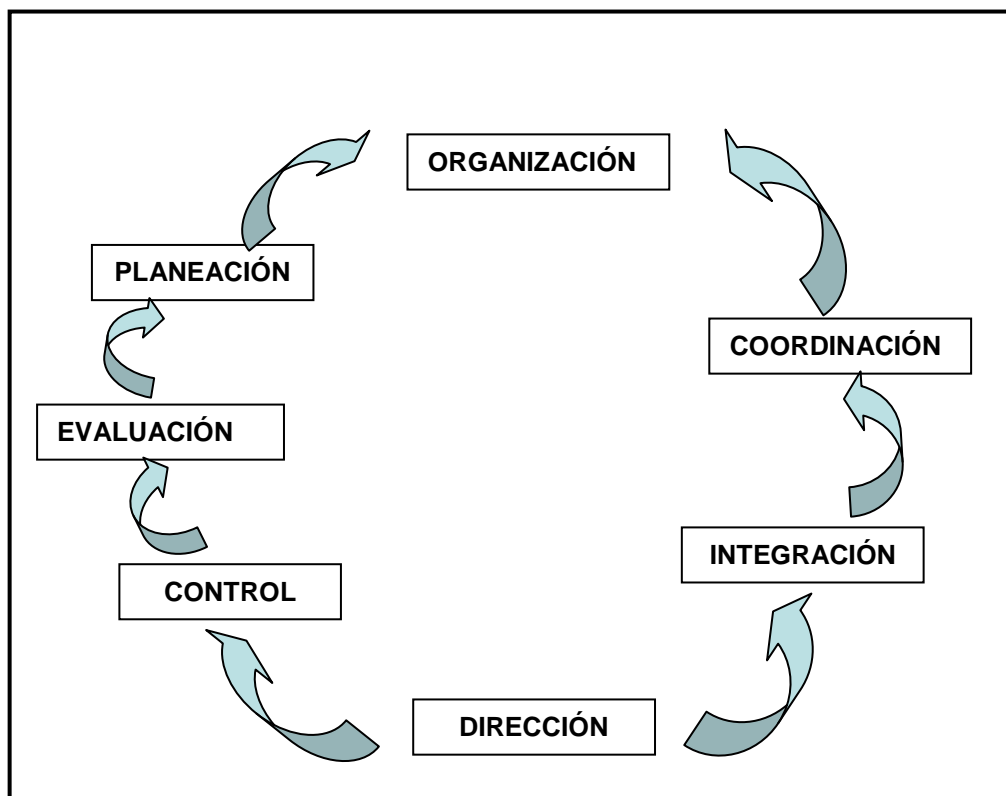 ORGANIZACIÓN
PLANEACIÓN
COORDINACIÓN
EVALUACIÓN
INTEGRACIÓN
CONTROL
DIRECCIÓN